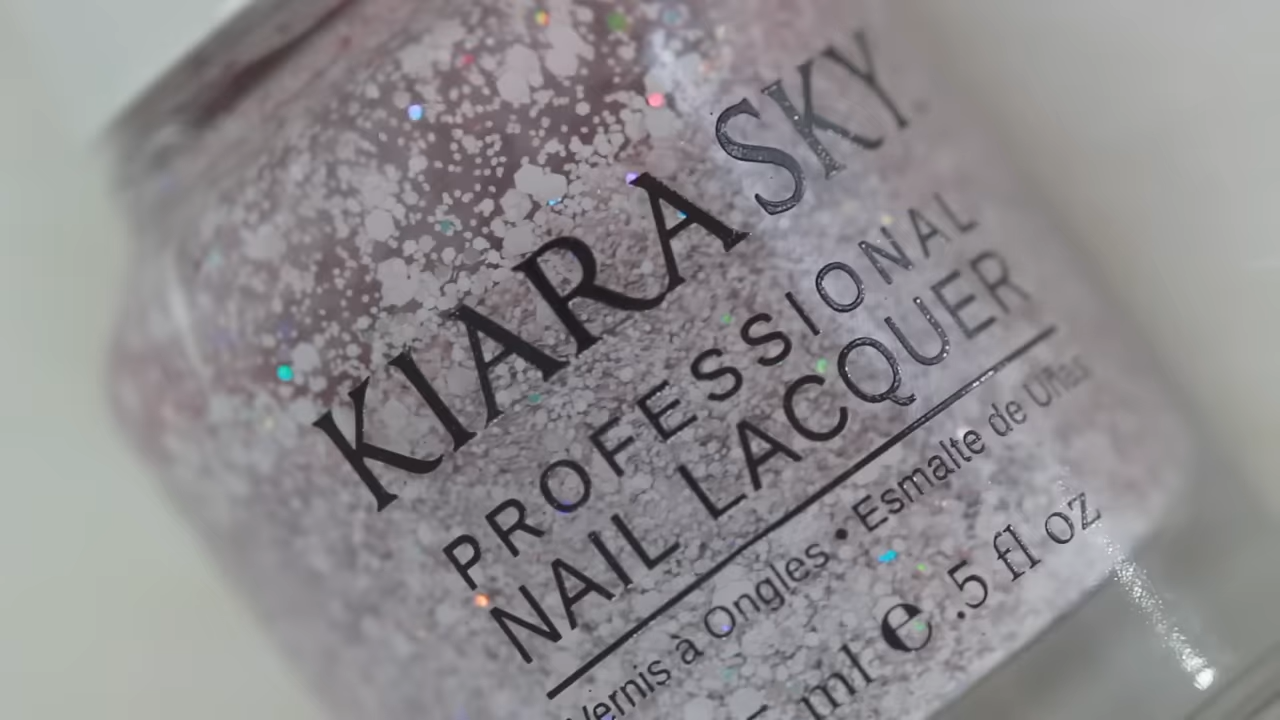 KIARA SKY
PROFESSIONAL
NAIL LACQUER
Vernis à Ongles • Esmalte de Uñas
ml e .5 fl oz